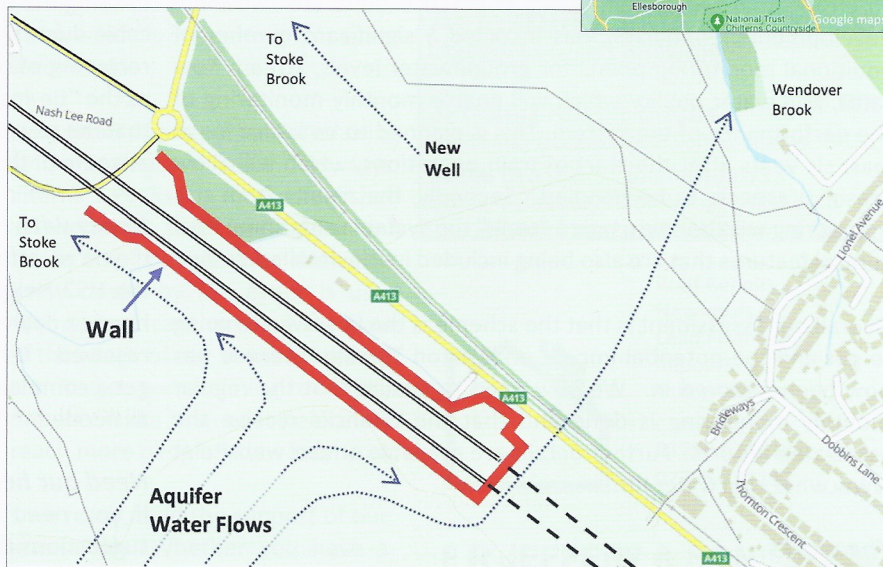 Ellesborough
National Trust
Chilterns Countryside
Google maps
To
Stoke
Brook
Wendover
Brook
Nash Lee Road
New
Well
A413
To
Stoke
Brook
Lionel Avenue
A413
Wall
A413
Brideways
Dobbins Lane
Aquifer
Water Flows
Thornton Crescent
A413